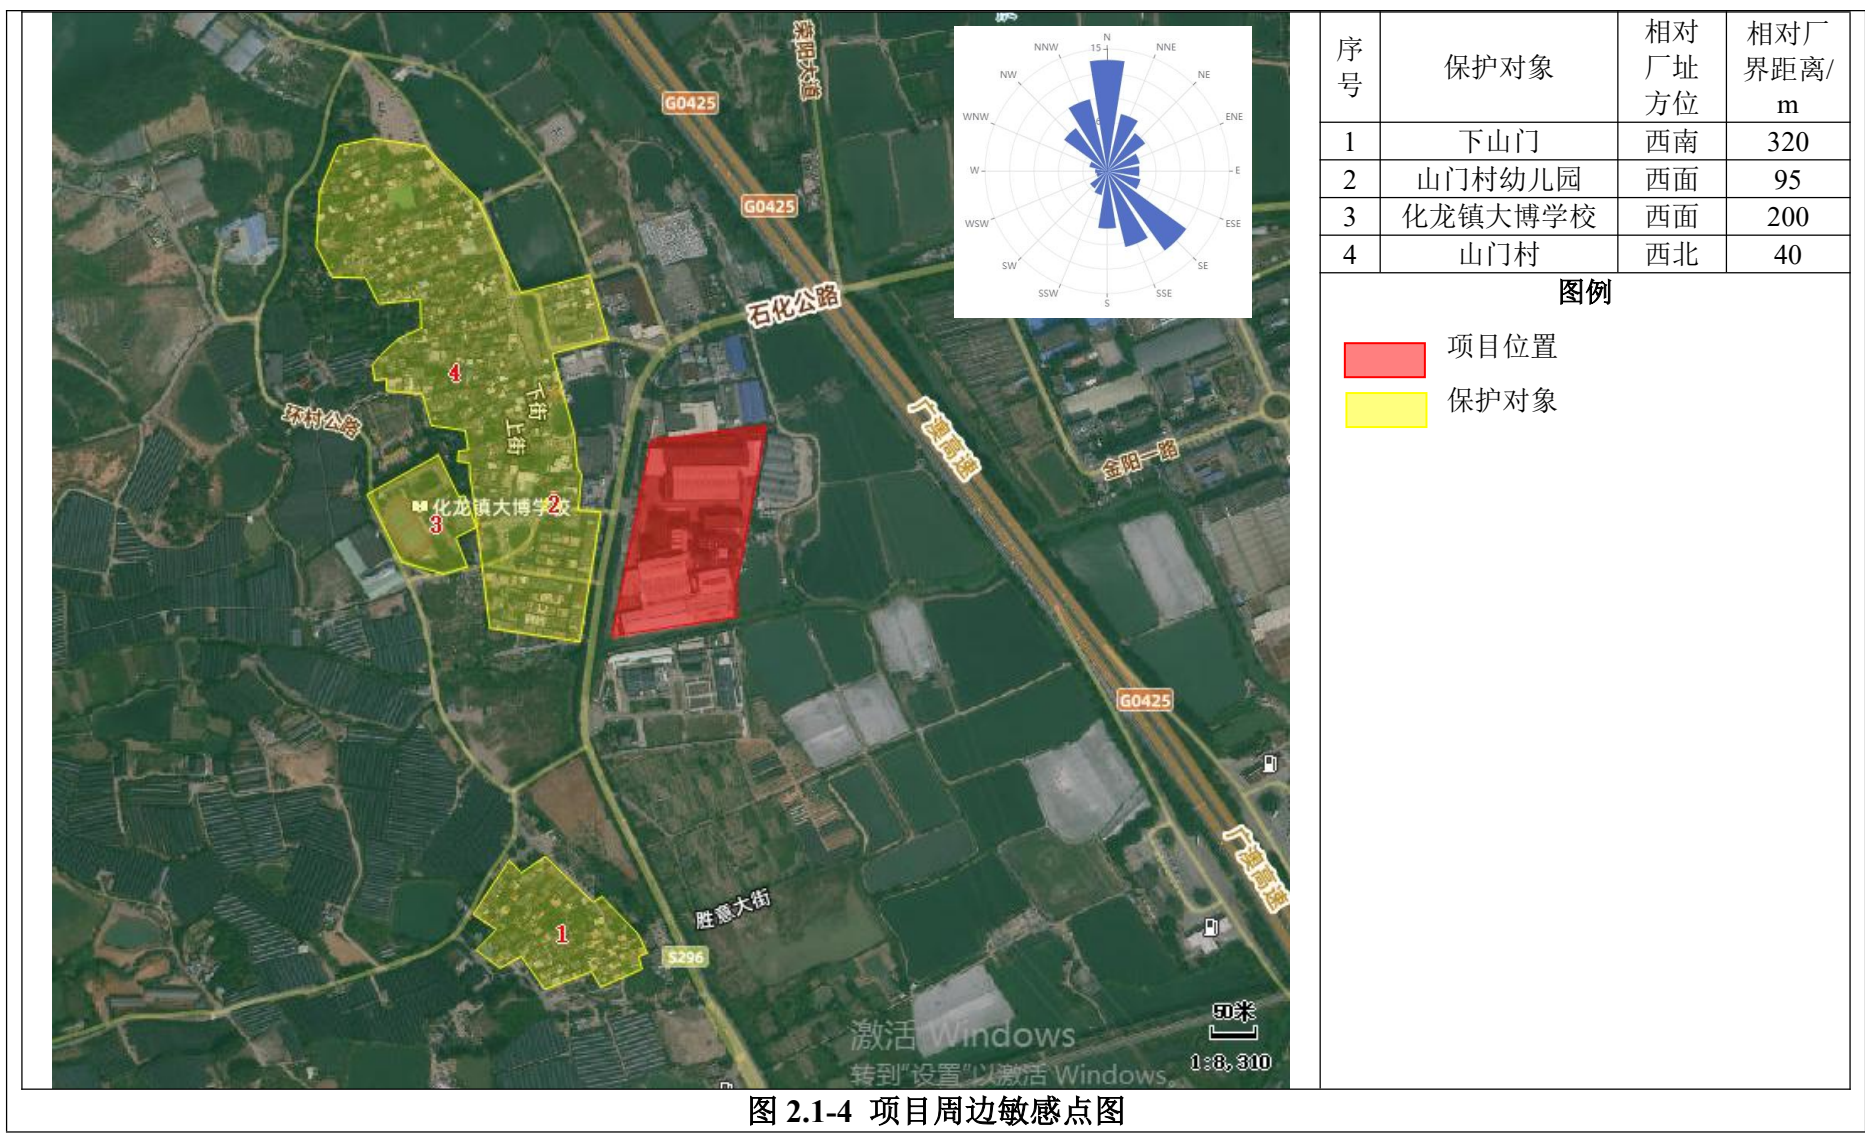 荣阳大道
G0425
G0425
石化公路
下街
上街
环村公路
4
化龙镇大博学校
2
3
广澳高速
金阳一路
G0425
广澳高速
1
胜意大街
S296
50米
1:8,310
激活 Windows
转到"设置"以激活 Windows。
N
15
NNW
NNE
NW
NE
WNW
ENE
W
E
WSW
ESE
SW
SE
SSW
SSE
S
序号 保护对象 相对厂址方位 相对厂界距离/m
1 下山门 西南 320
2 山门村幼儿园 西面 95
3 化龙镇大博学校 西面 200
4 山门村 西北 40
图例
项目位置
保护对象
图 2.1-4 项目周边敏感点图